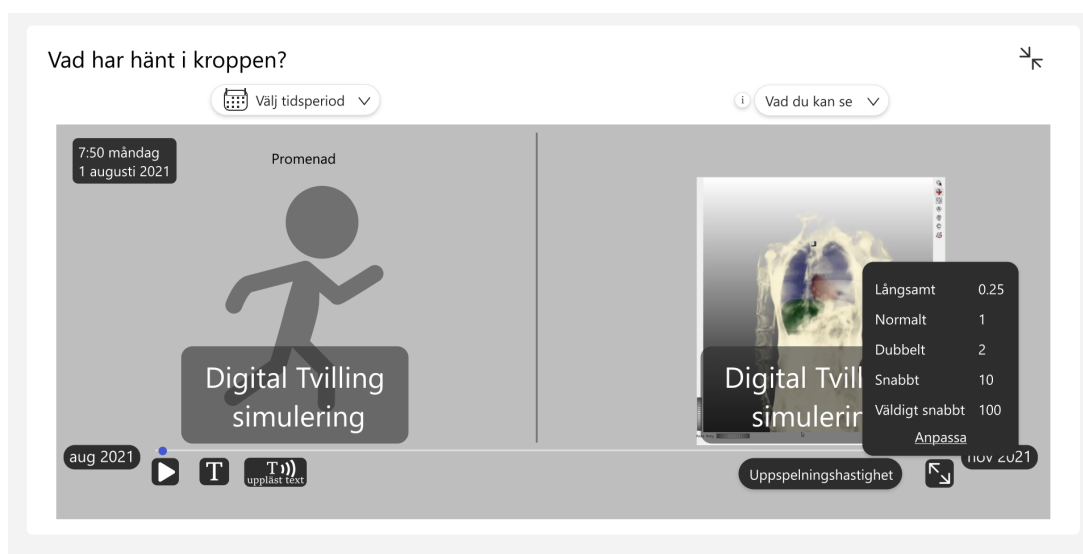 Vad har hänt i kroppen?
Välj tidsperiod
i
Vad du kan se
7:50 måndag
1 augusti 2021
Promenad
Digital Tvilling
simulering
Digital Tvill
simulerin
Långsamt 0.25
Normalt 1
Dubbelt 2
Snabbt 10
Väldigt snabbt 100
Anpassa
aug 2021
nov 2021
T
T
uppläst text
Uppspelningshastighet